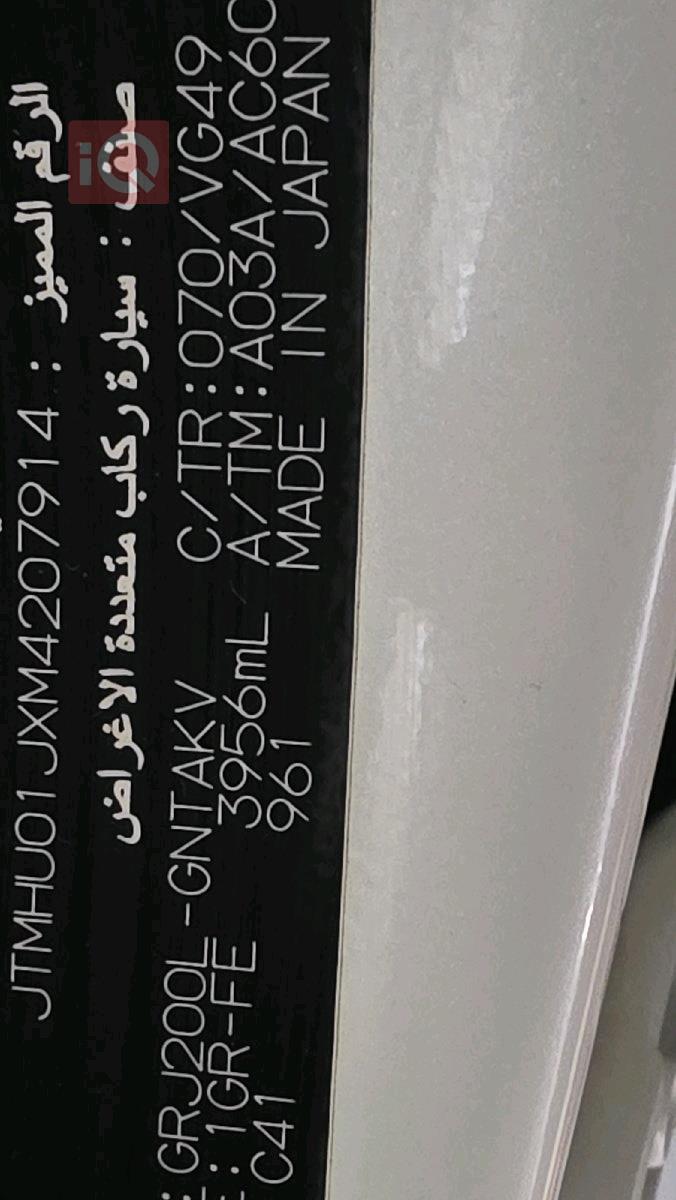 JTMHU01JXM4207914 : الرقم المميز
صنف : سيارة ركاب متعددة الاغراض
: GRJ200L-GNTAKV C/TR:070/VG49
: 1GR-FE 3956mL A/TM:A03A/AC60
C41 961 MADE IN JAPAN
iQ